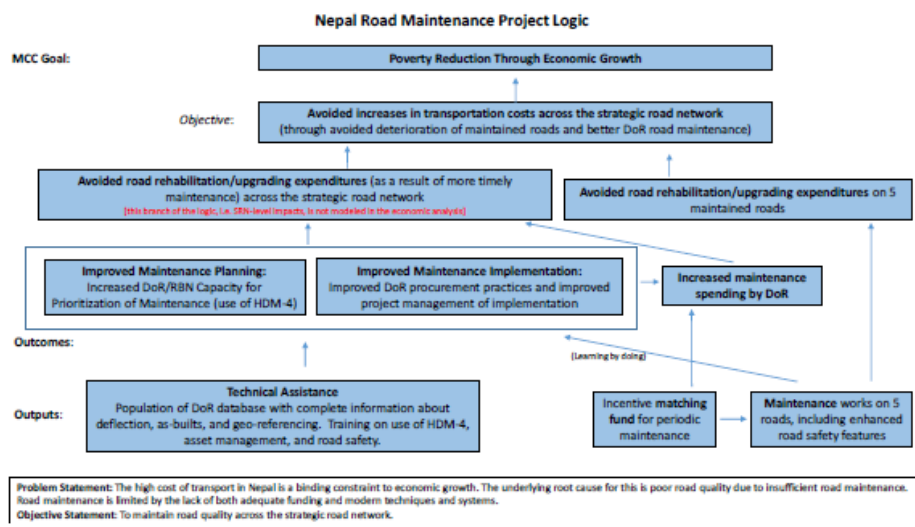 Nepal Road Maintenance Project Logic
MCC Goal:
Poverty Reduction Through Economic Growth
Objective:
Avoided increases in transportation costs across the strategic road network
(through avoided deterioration of maintained roads and better DoR road maintenance)
Avoided road rehabilitation/upgrading expenditures (as a result of more timely
maintenance) across the strategic road network
(this branch of the logic, i.e. SRN-level impacts, is not modeled in the economic analysis)
Avoided road rehabilitation/upgrading expenditures on 5
maintained roads
Improved Maintenance Planning:
Increased DoR/RBN Capacity for
Prioritization of Maintenance (use of HDM-4)
Improved Maintenance Implementation:
Improved DoR procurement practices and improved
project management of implementation
Increased maintenance
spending by DoR
Outcomes:
(Learning by doing)
Outputs:
Technical Assistance
Population of DoR database with complete information about
deflection, as-builts, and geo-referencing. Training on use of HDM-4,
asset management, and road safety.
Incentive matching
fund for periodic
maintenance
Maintenance works on 5
roads, including enhanced
road safety features
Problem Statement: The high cost of transport in Nepal is a binding constraint to economic growth. The underlying root cause for this is poor road quality due to insufficient road maintenance.
Road maintenance is limited by the lack of both adequate funding and modern techniques and systems.
Objective Statement: To maintain road quality across the strategic road network.